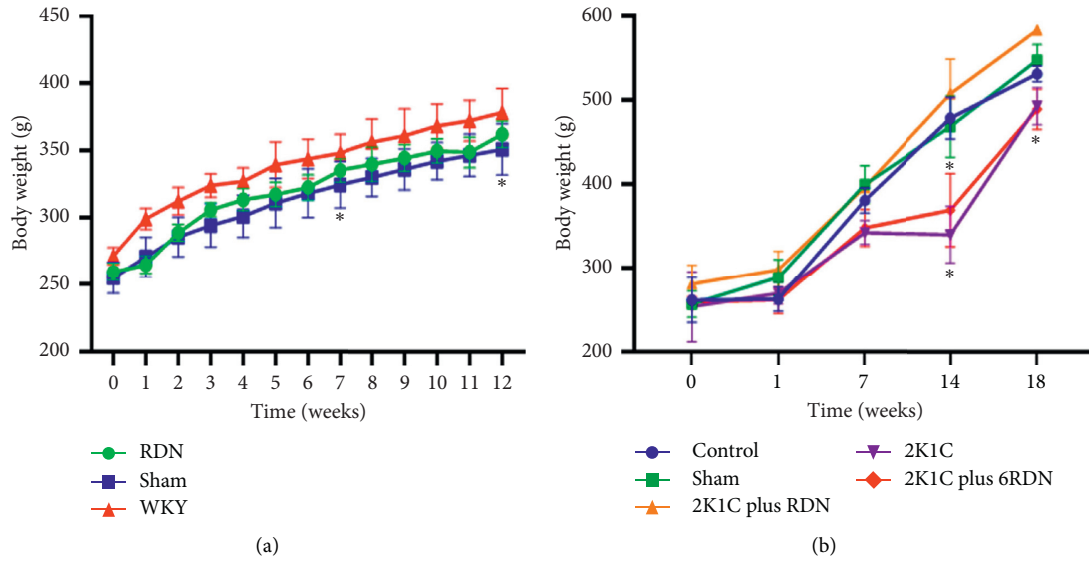 450
400
350
300
250
200
Body weight (g)
*
*
0 1 2 3 4 5 6 7 8 9 10 11 12
Time (weeks)
RDN
Sham
WKY
(a)
600
500
400
300
200
Body weight (g)
*
*
*
0 1 7 14 18
Time (weeks)
Control
Sham
2K1C plus RDN
2K1C
2K1C plus 6RDN
(b)